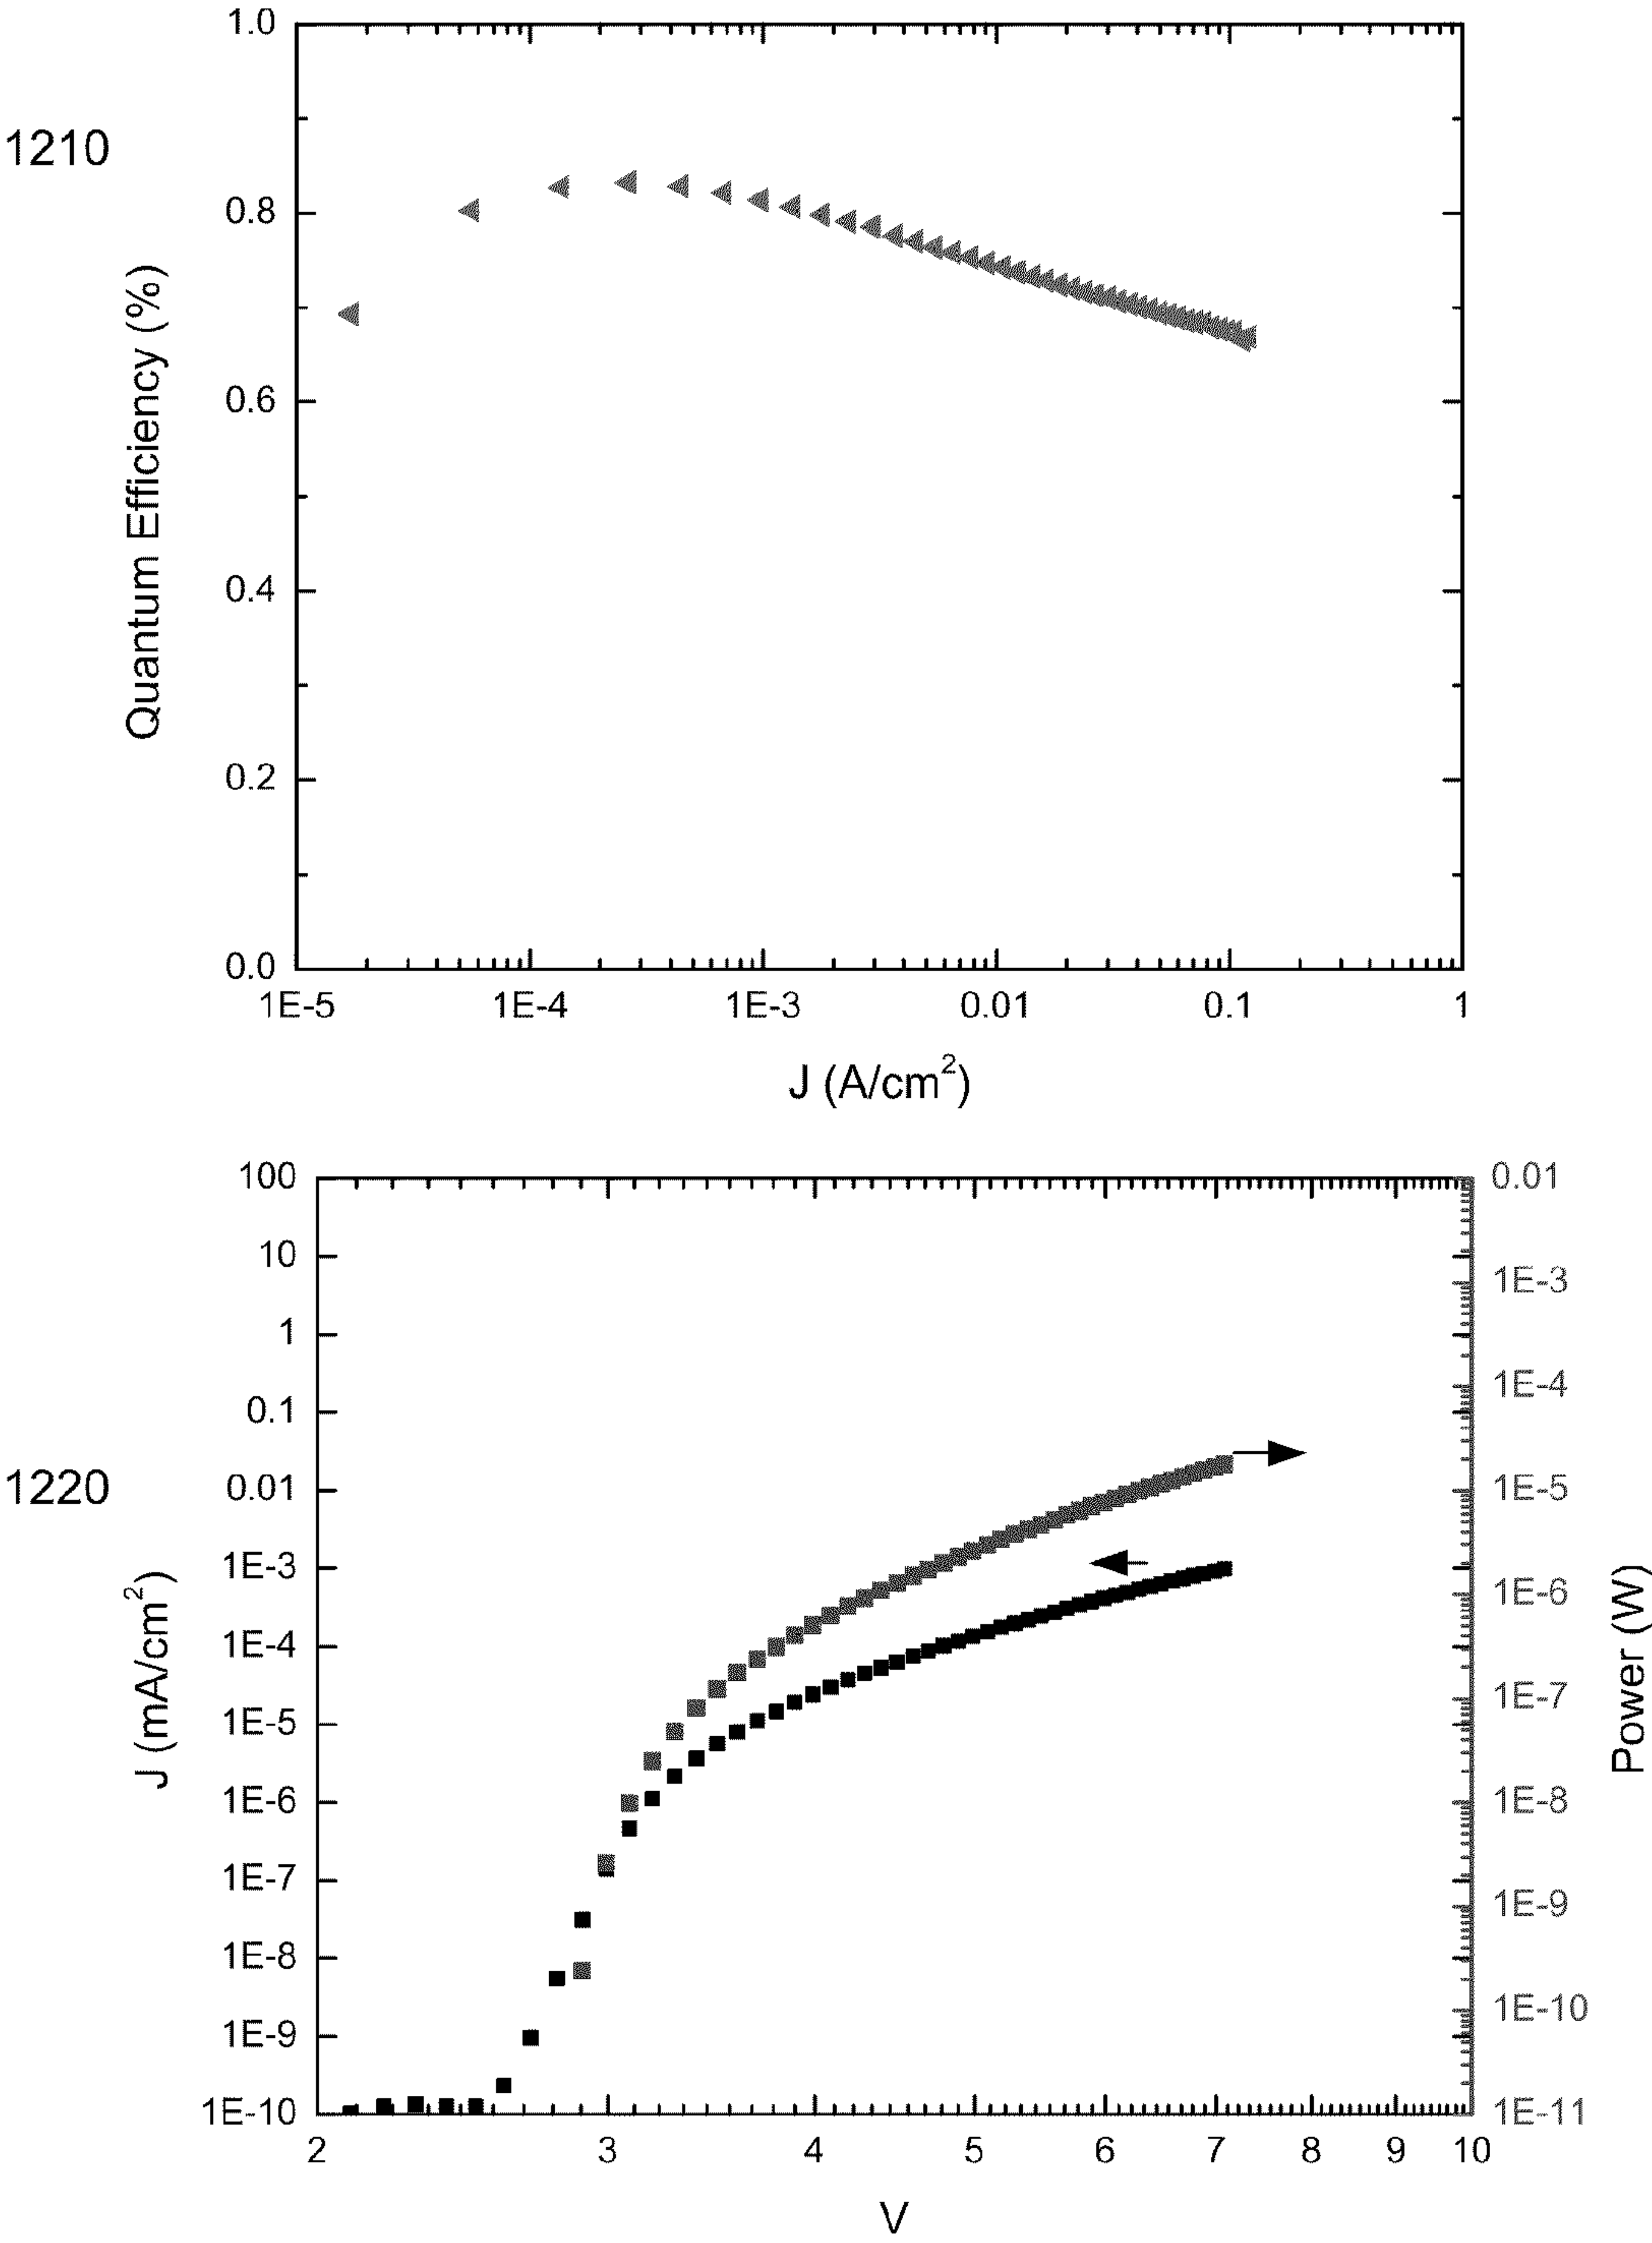 1210
Quantum Efficiency (%)
1.0
0.8
0.6
0.4
0.2
0.0
1E-5 1E-4 1E-3 0.01 0.1 1
J (A/cm²)
1220
J (mA/cm²)
100
10
1
0.1
0.01
1E-3
1E-4
1E-5
1E-6
1E-7
1E-8
1E-9
1E-10
0.01
1E-3
1E-4
1E-5
1E-6
1E-7
1E-8
1E-9
1E-10
1E-11
Power (W)
2 3 4 5 6 7 8 9 10
V